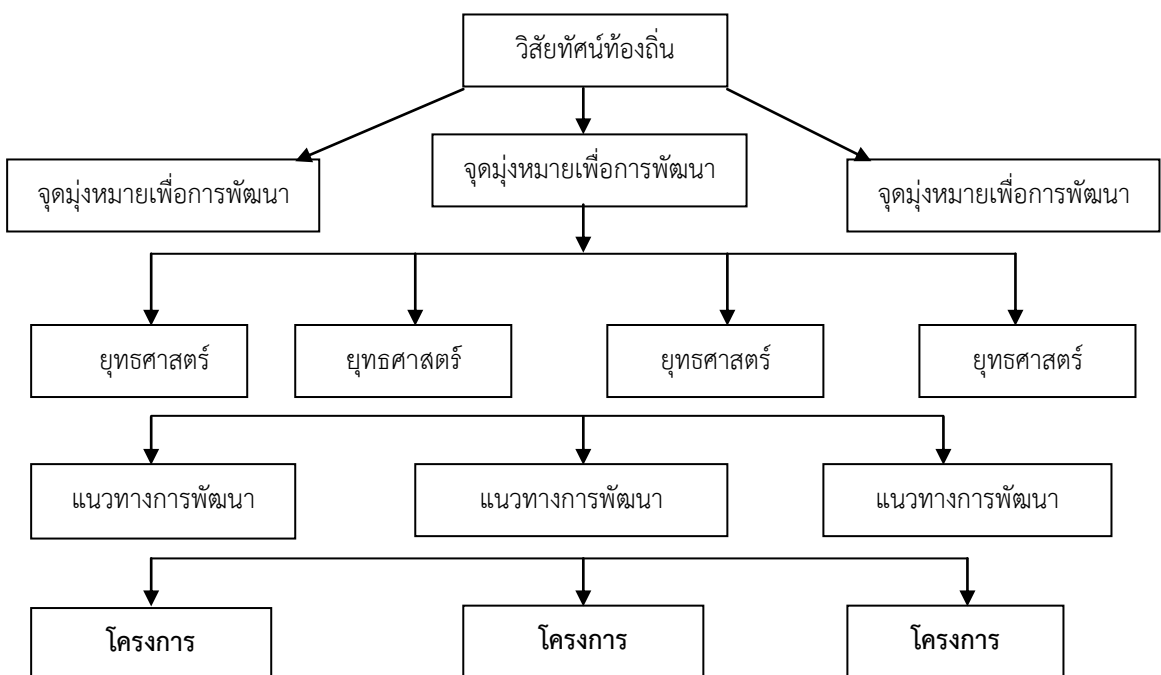 วิสัยทัศน์ท้องถิ่น
จุดมุ่งหมายเพื่อการพัฒนา
จุดมุ่งหมายเพื่อการพัฒนา
จุดมุ่งหมายเพื่อการพัฒนา
ยุทธศาสตร์
ยุทธศาสตร์
ยุทธศาสตร์
ยุทธศาสตร์
แนวทางการพัฒนา
แนวทางการพัฒนา
แนวทางการพัฒนา
โครงการ
โครงการ
โครงการ